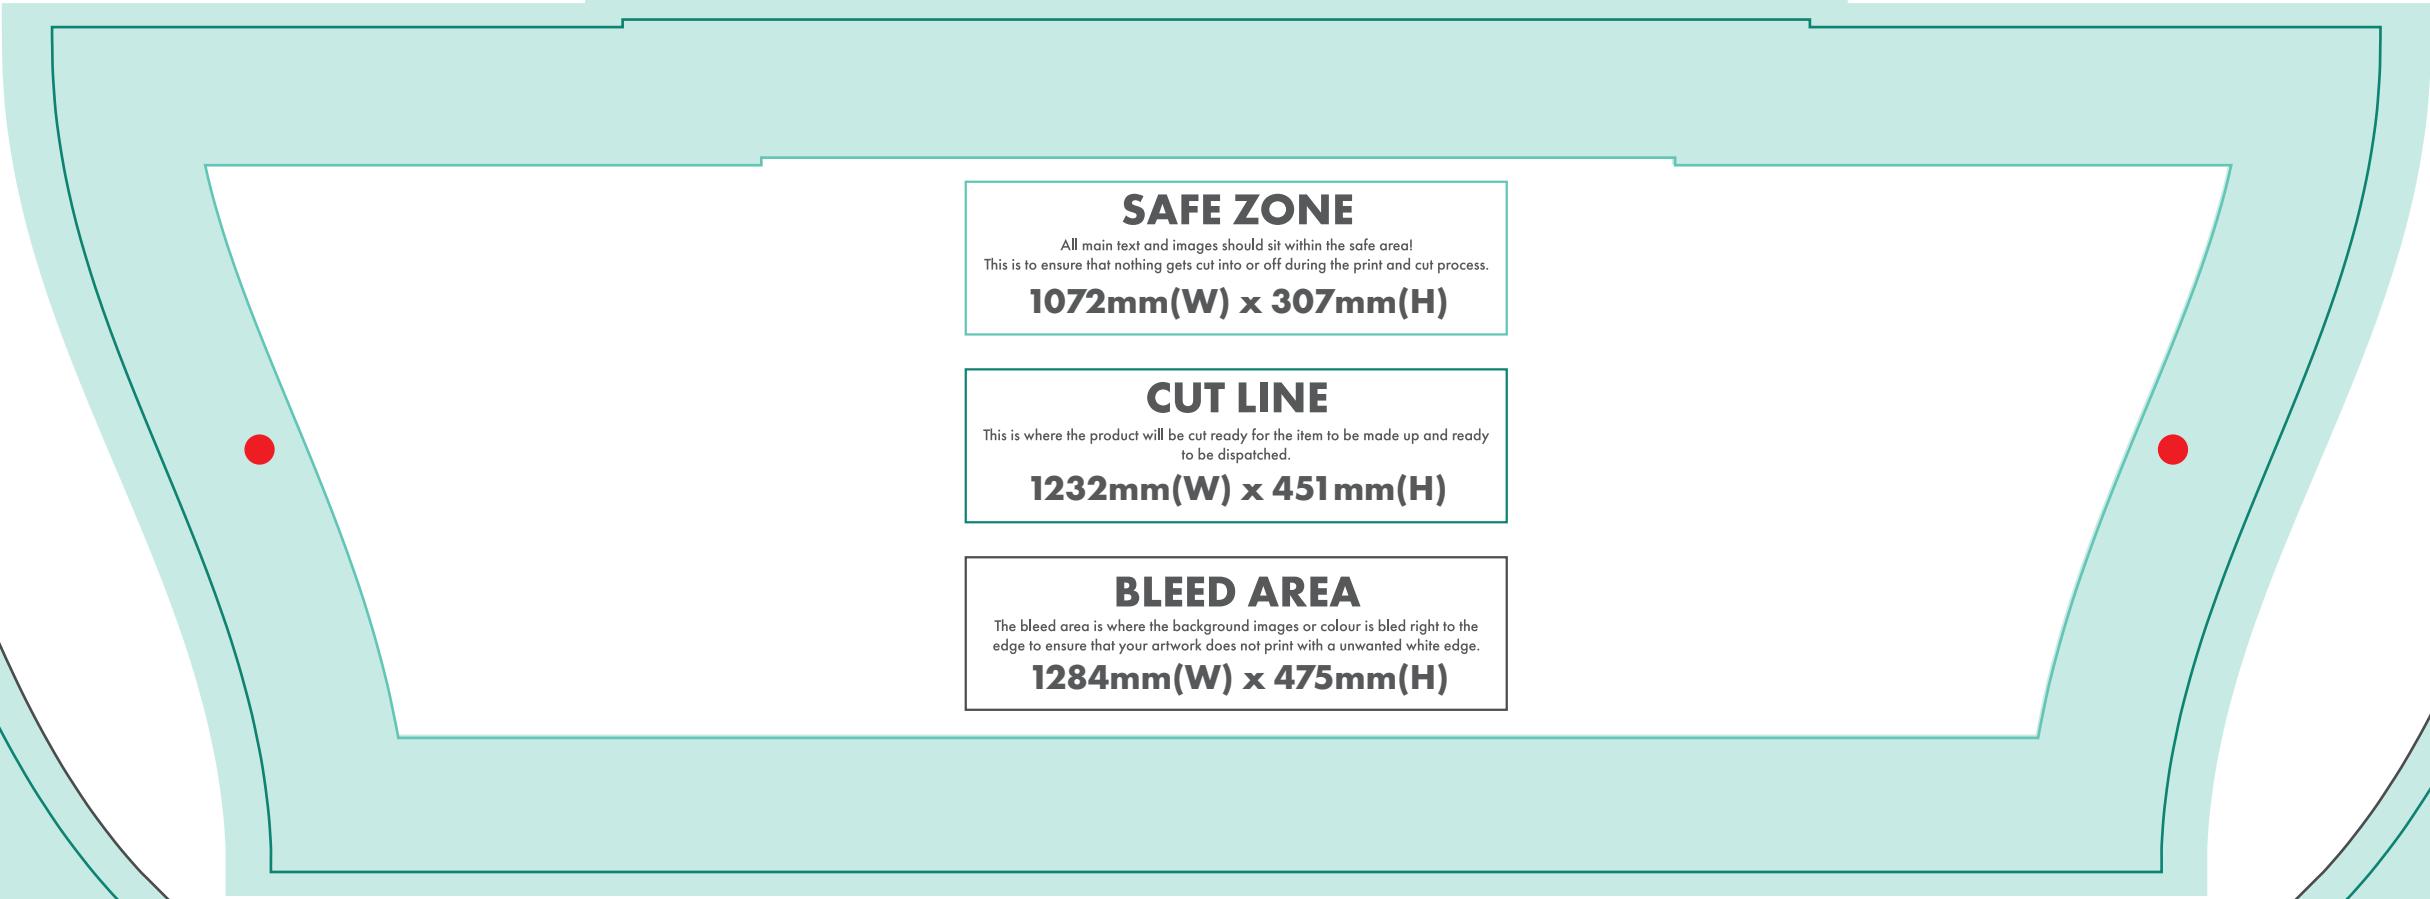 SAFE ZONE
All main text and images should sit within the safe area!
This is to ensure that nothing gets cut into or off during the print and cut process.
1072mm(W) x 307mm(H)
CUT LINE
This is where the product will be cut ready for the item to be made up and ready
to be dispatched.
1232mm(W) x 451mm(H)
BLEED AREA
The bleed area is where the background images or colour is bled right to the
edge to ensure that your artwork does not print with a unwanted white edge.
1284mm(W) x 475mm(H)